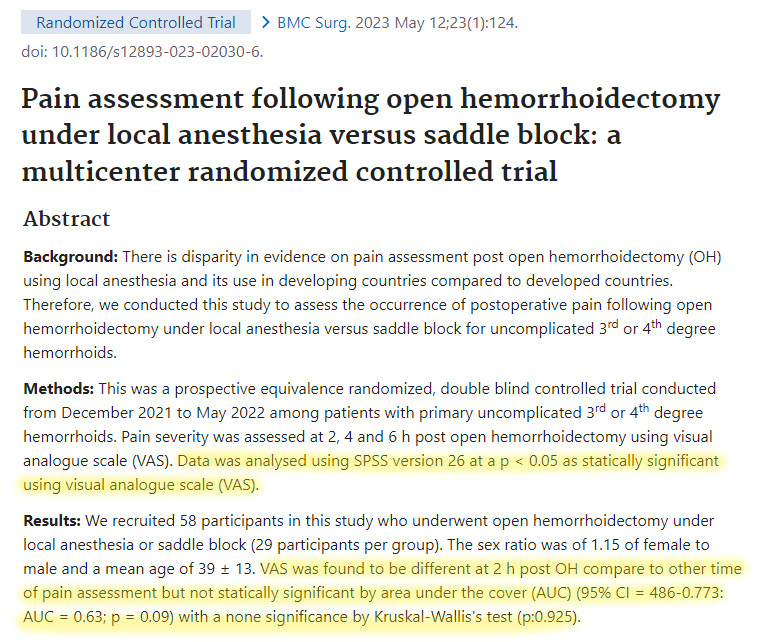 Randomized Controlled Trial > BMC Surg. 2023 May 12;23(1):124.
doi: 10.1186/s12893-023-02030-6.
Pain assessment following open hemorrhoidectomy
under local anesthesia versus saddle block: a
multicenter randomized controlled trial
Abstract
Background: There is disparity in evidence on pain assessment post open hemorrhoidectomy (OH)
using local anesthesia and its use in developing countries compared to developed countries.
Therefore, we conducted this study to assess the occurrence of postoperative pain following open
hemorrhoidectomy under local anesthesia versus saddle block for uncomplicated 3rd or 4th degree
hemorrhoids.
Methods: This was a prospective equivalence randomized, double blind controlled trial conducted
from December 2021 to May 2022 among patients with primary uncomplicated 3rd or 4th degree
hemorrhoids. Pain severity was assessed at 2, 4 and 6 h post open hemorrhoidectomy using visual
analogue scale (VAS). Data was analysed using SPSS version 26 at a p < 0.05 as statically significant
using visual analogue scale (VAS).
Results: We recruited 58 participants in this study who underwent open hemorrhoidectomy under
local anesthesia or saddle block (29 participants per group). The sex ratio was of 1.15 of female to
male and a mean age of 39 ± 13. VAS was found to be different at 2 h post OH compare to other time
of pain assessment but not statically significant by area under the cover (AUC) (95% CI = 486-0.773:
AUC = 0.63; p = 0.09) with a none significance by Kruskal-Wallis's test (p:0.925).